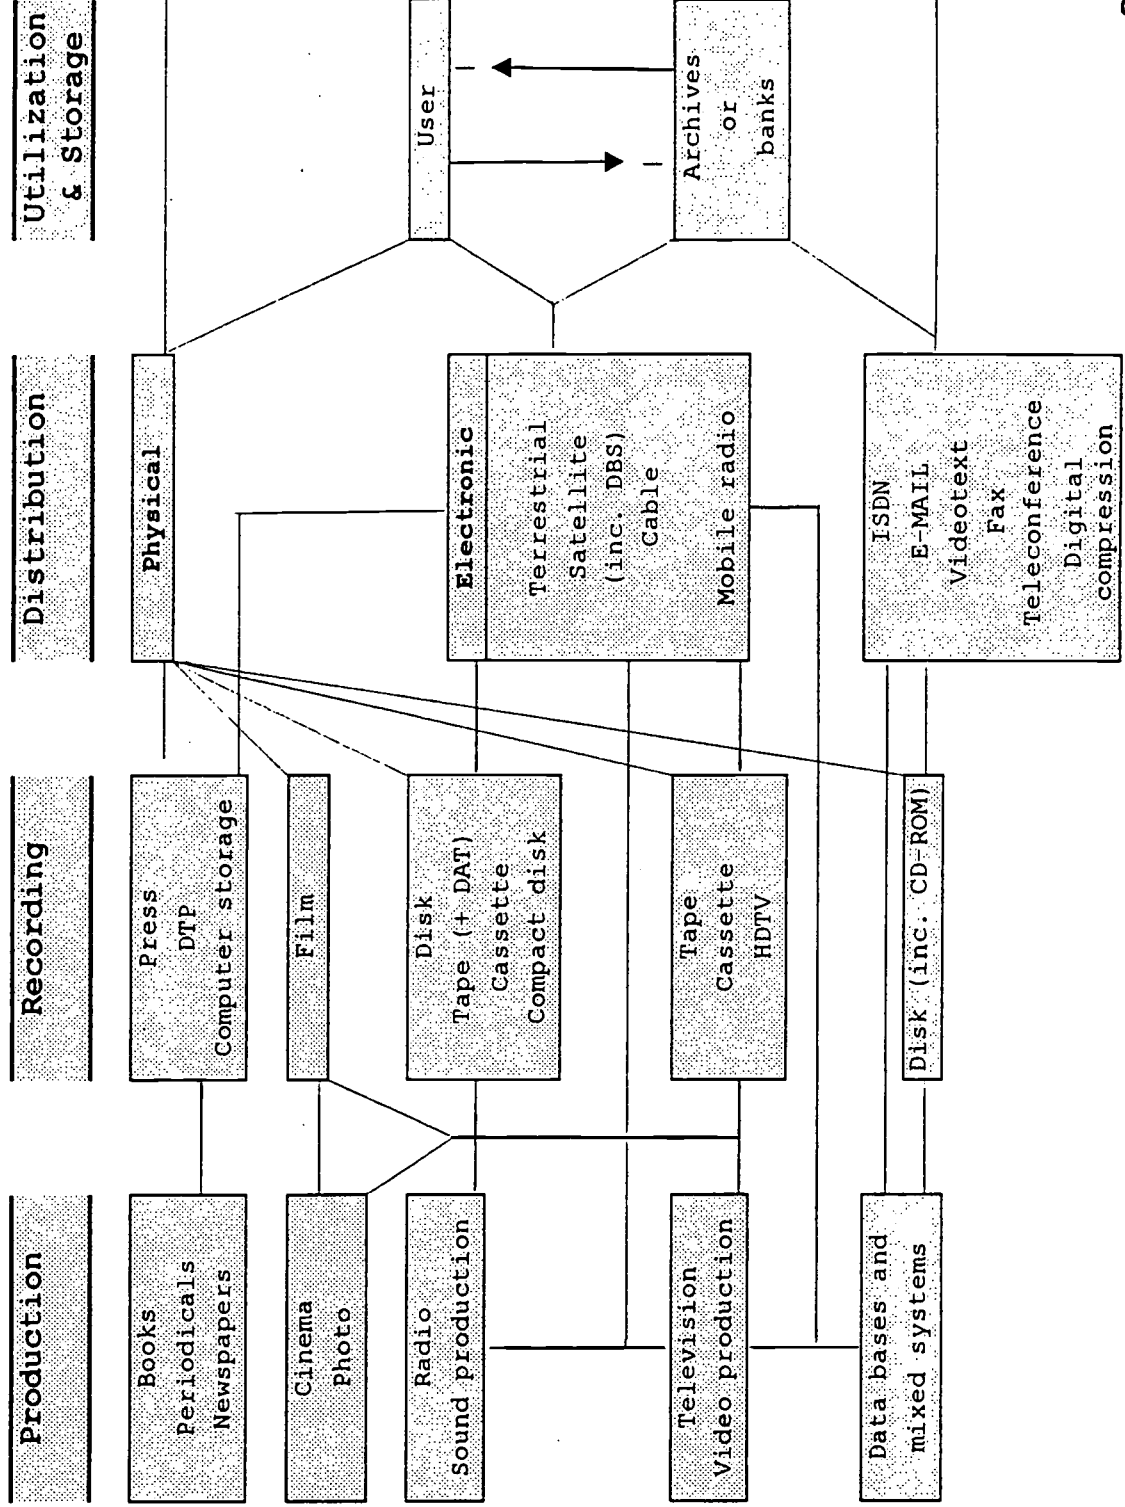 Production
Recording
Distribution
Utilization
& Storage
Books
Periodicals
Newspapers
Press
DTP
Computer storage
Physical
Cinema
Photo
Film
User
Radio
Sound production
Disk
Tape (+ DAT)
Cassette
Compact disk
Electronic
Terrestrial
Satellite
(inc. DBS)
Cable
Mobile radio
Television
Video production
Tape
Cassette
HDTV
Archives
or
banks
Data bases and
mixed systems
Disk (inc. CD-ROM)
ISDN
E-MAIL
Videotext
Fax
Teleconference
Digital
compression